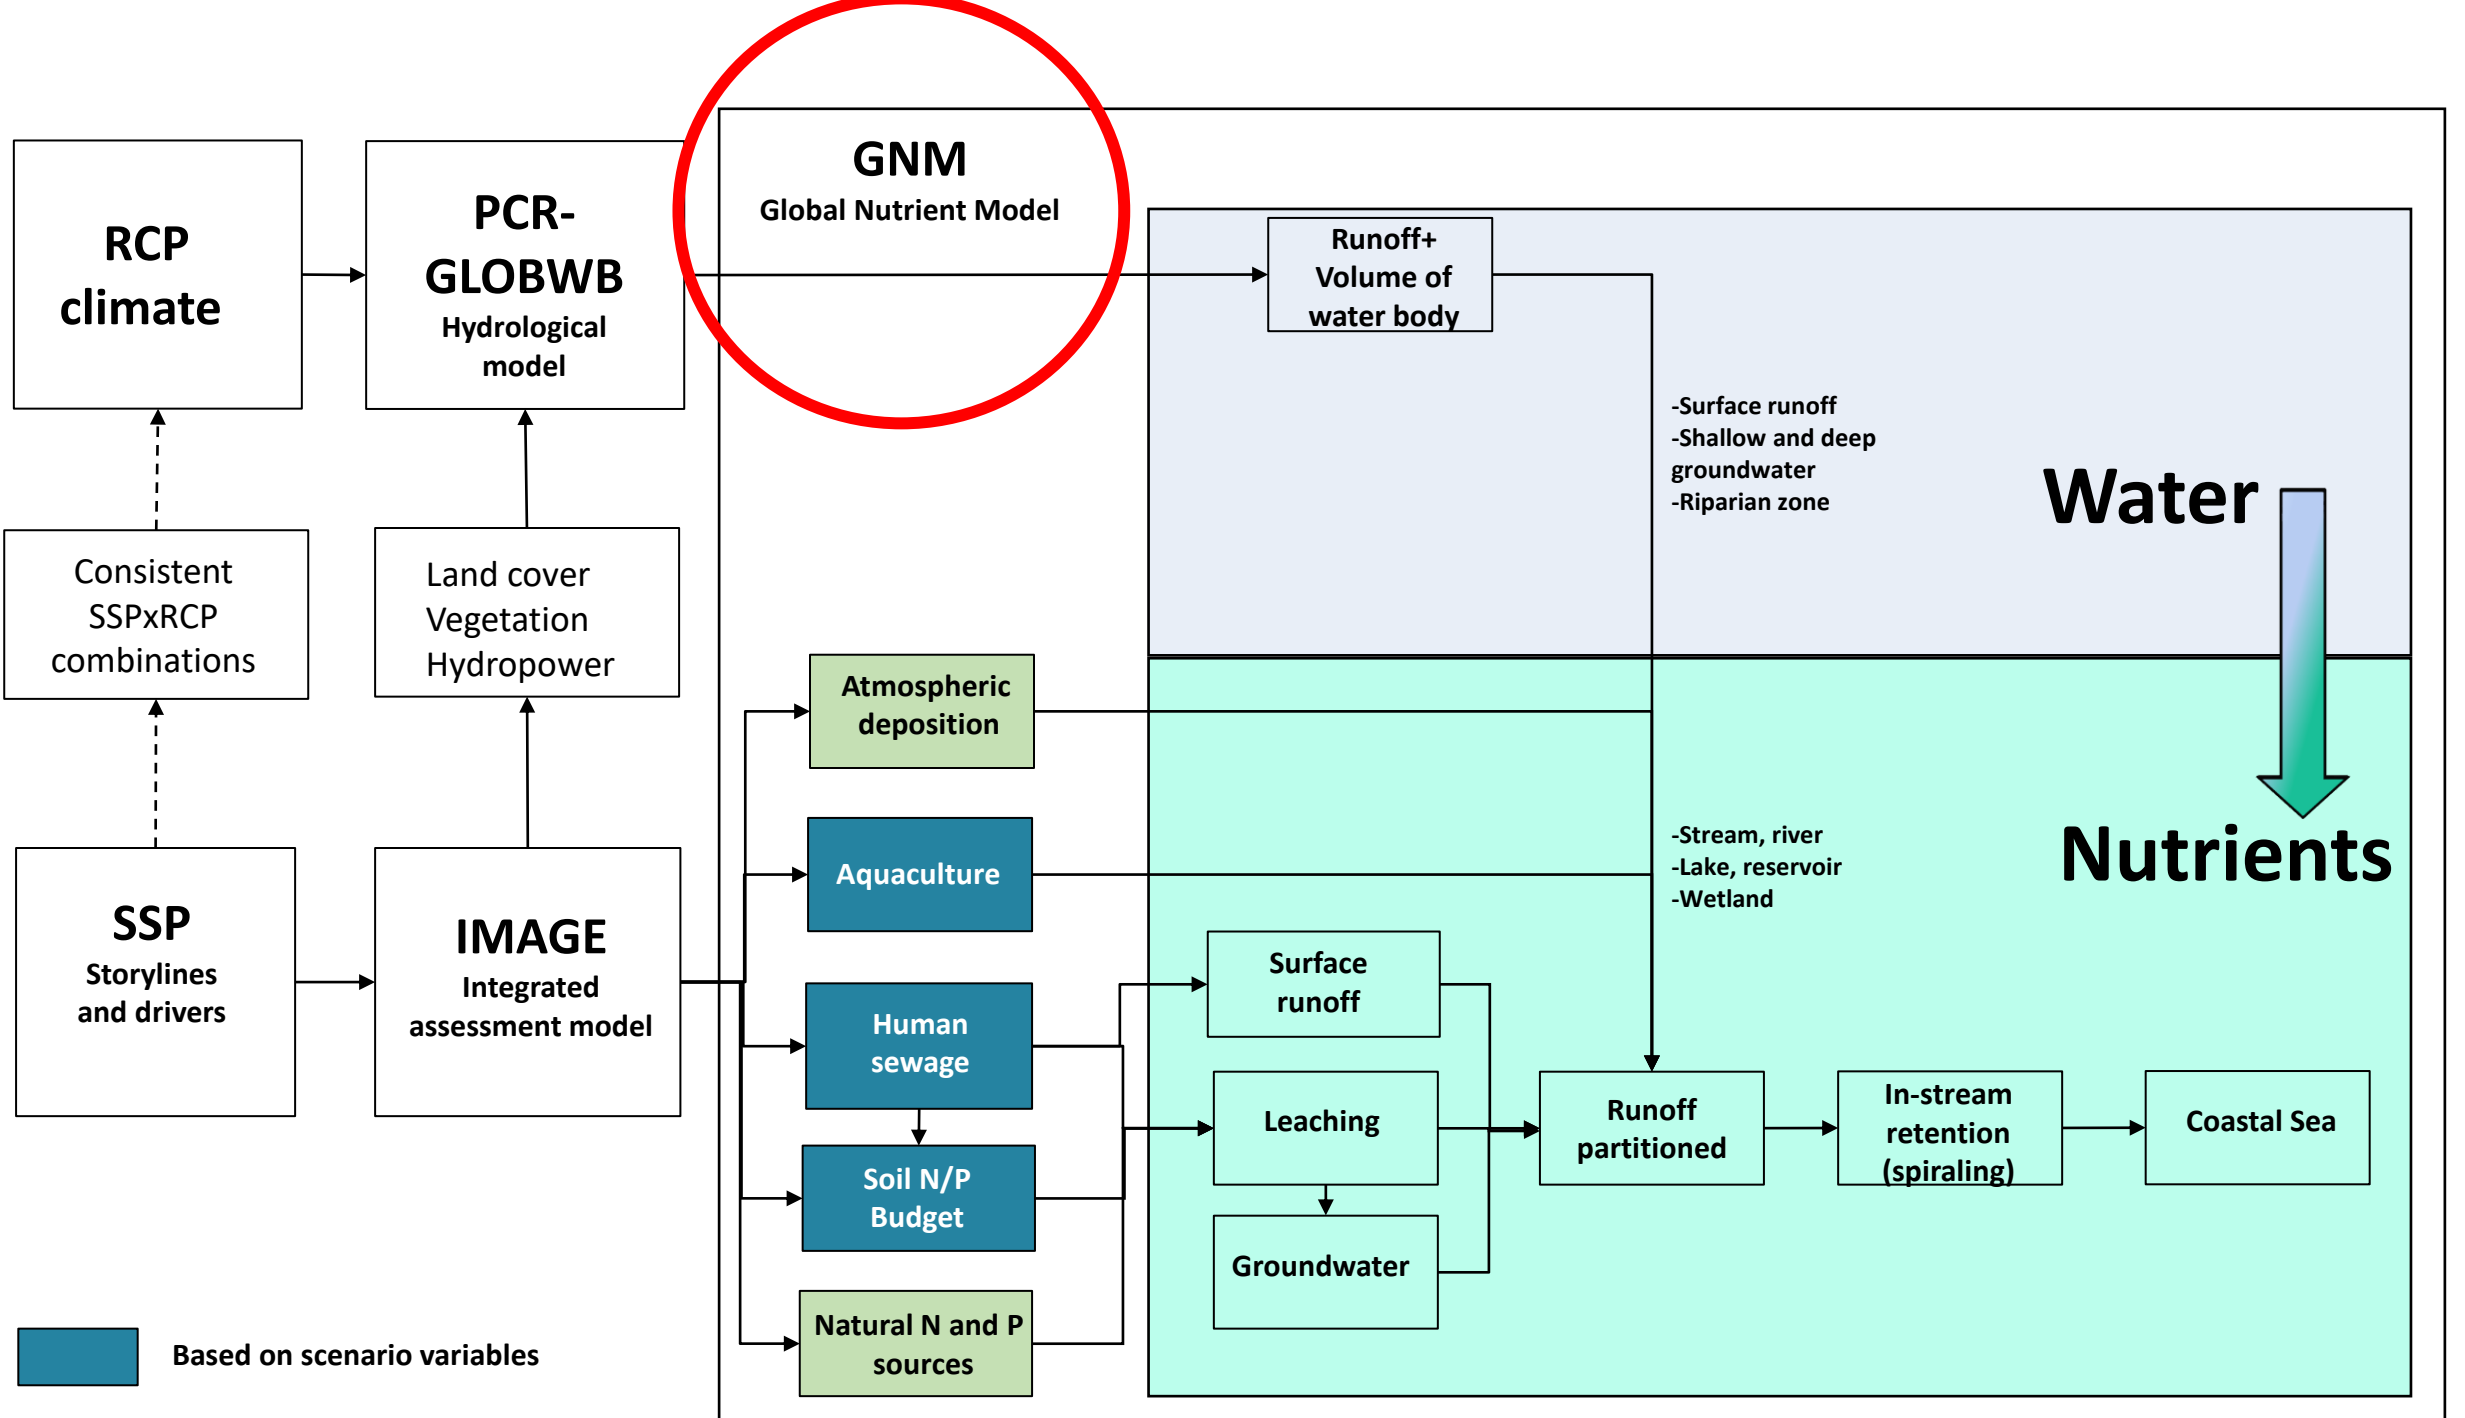 RCP
climate
PCR-
GLOBWB
Hydrological
model
GNM
Global Nutrient Model
Runoff+
Volume of
water body
-Surface runoff
-Shallow and deep
groundwater
-Riparian zone
Water
Consistent
SSPxRCP
combinations
Land cover
Vegetation
Hydropower
Atmospheric
deposition
Aquaculture
-Stream, river
-Lake, reservoir
-Wetland
Nutrients
SSP
Storylines
and drivers
IMAGE
Integrated
assessment model
Human
sewage
Surface
runoff
Leaching
Runoff
partitioned
In-stream
retention
(spiraling)
Coastal Sea
Soil N/P
Budget
Groundwater
Natural N and P
sources
Based on scenario variables